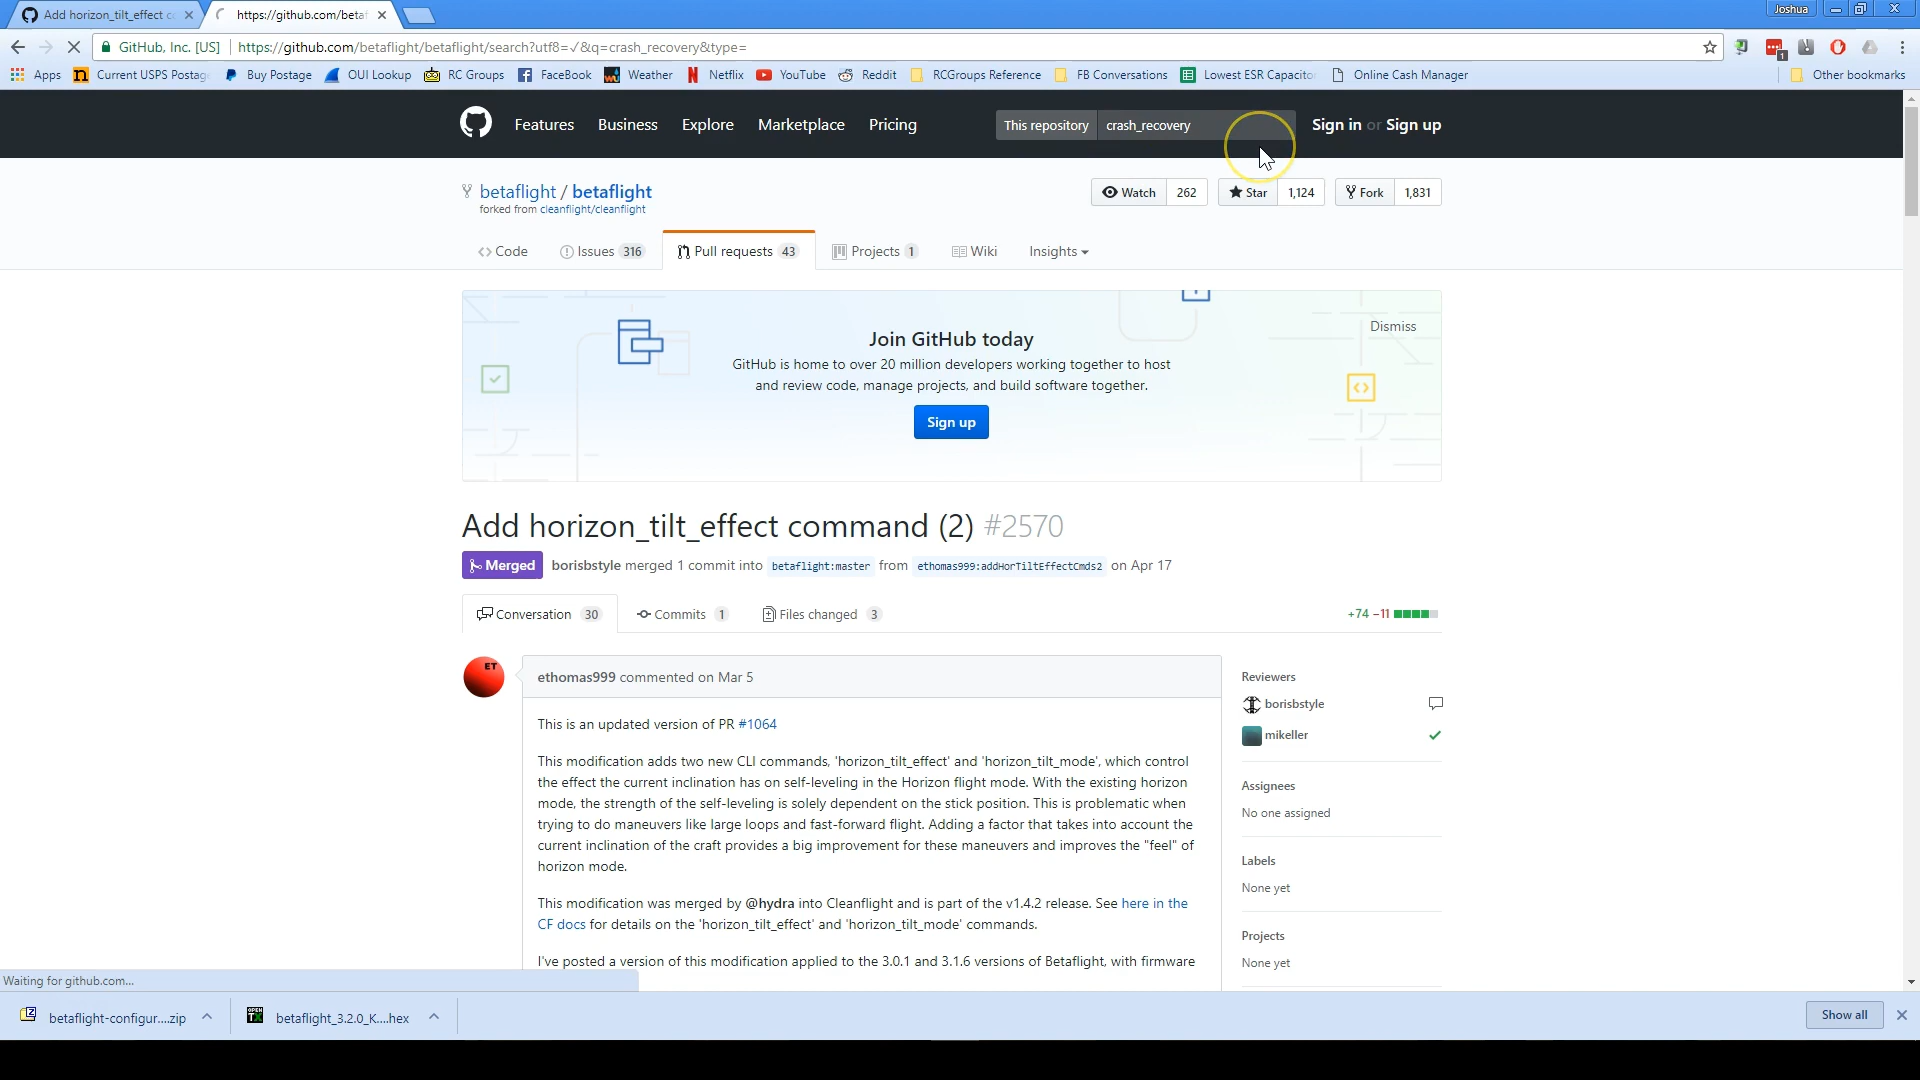 Add horizon_tilt_effect c
https://github.com/betaf
Joshua
GitHub, Inc. [US]
https://github.com/betaflight/betaflight/search?utf8=✓&q=crash_recovery&type=
1
Apps
Current USPS Postag
Buy Postage
OUI Lookup
RC Groups
FaceBook
Weather
Netflix
YouTube
Reddit
RCGroups Reference
FB Conversations
Lowest ESR Capacito
Online Cash Manager
Other bookmarks
Features
Business
Explore
Marketplace
Pricing
This repository
crash_recovery
Sign in or Sign up
betaflight / betaflight
forked from cleanflight/cleanflight
Watch 262
Star 1,124
Fork 1,831
Code
Issues 316
Pull requests 43
Projects 1
Wiki
Insights
Dismiss
Join GitHub today
GitHub is home to over 20 million developers working together to host
and review code, manage projects, and build software together.
Sign up
Add horizon_tilt_effect command (2) #2570
Merged borisbstyle merged 1 commit into betaflight:master from ethomas999:addHorTiltEffectCmds2 on Apr 17
Conversation 30
Commits 1
Files changed 3
+74 −11
ET
ethomas999 commented on Mar 5
This is an updated version of PR #1064
This modification adds two new CLI commands, 'horizon_tilt_effect' and 'horizon_tilt_mode', which control
the effect the current inclination has on self-leveling in the Horizon flight mode. With the existing horizon
mode, the strength of the self-leveling is solely dependent on the stick position. This is problematic when
trying to do maneuvers like large loops and fast-forward flight. Adding a factor that takes into account the
current inclination of the craft provides a big improvement for these maneuvers and improves the "feel" of
horizon mode.
This modification was merged by @hydra into Cleanflight and is part of the v1.4.2 release. See here in the
CF docs for details on the 'horizon_tilt_effect' and 'horizon_tilt_mode' commands.
I've posted a version of this modification applied to the 3.0.1 and 3.1.6 versions of Betaflight, with firmware
Reviewers
borisbstyle
mikeller
Assignees
No one assigned
Labels
None yet
Projects
None yet
Waiting for github.com...
betaflight-configur....zip
OPEN
TX
betaflight_3.2.0_K....hex
Show all